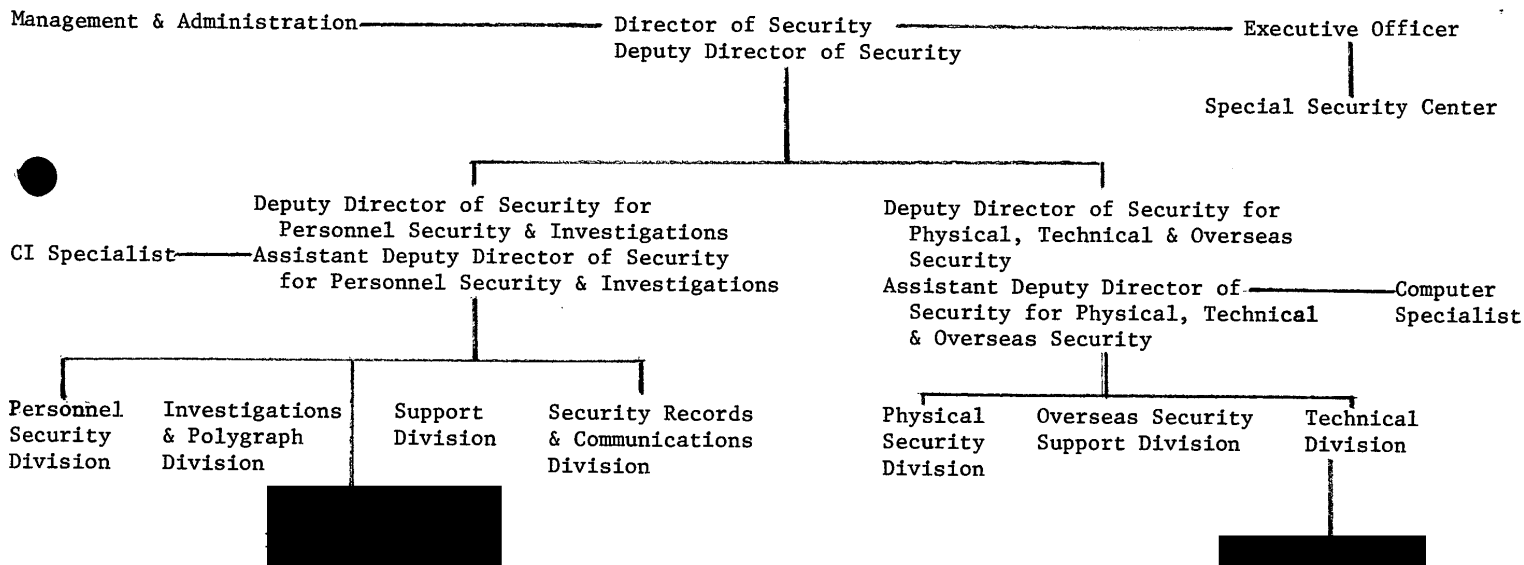 Management & Administration
Director of Security
Deputy Director of Security
Executive Officer
Special Security Center
Deputy Director of Security for
Personnel Security & Investigations
CI Specialist
Assistant Deputy Director of Security
for Personnel Security & Investigations
Deputy Director of Security for
Physical, Technical & Overseas
Security
Assistant Deputy Director of
Security for Physical, Technical
& Overseas Security
Computer
Specialist
Personnel
Security
Division
Investigations
& Polygraph
Division
Support
Division
Security Records
& Communications
Division
Physical
Security
Division
Overseas Security
Support Division
Technical
Division